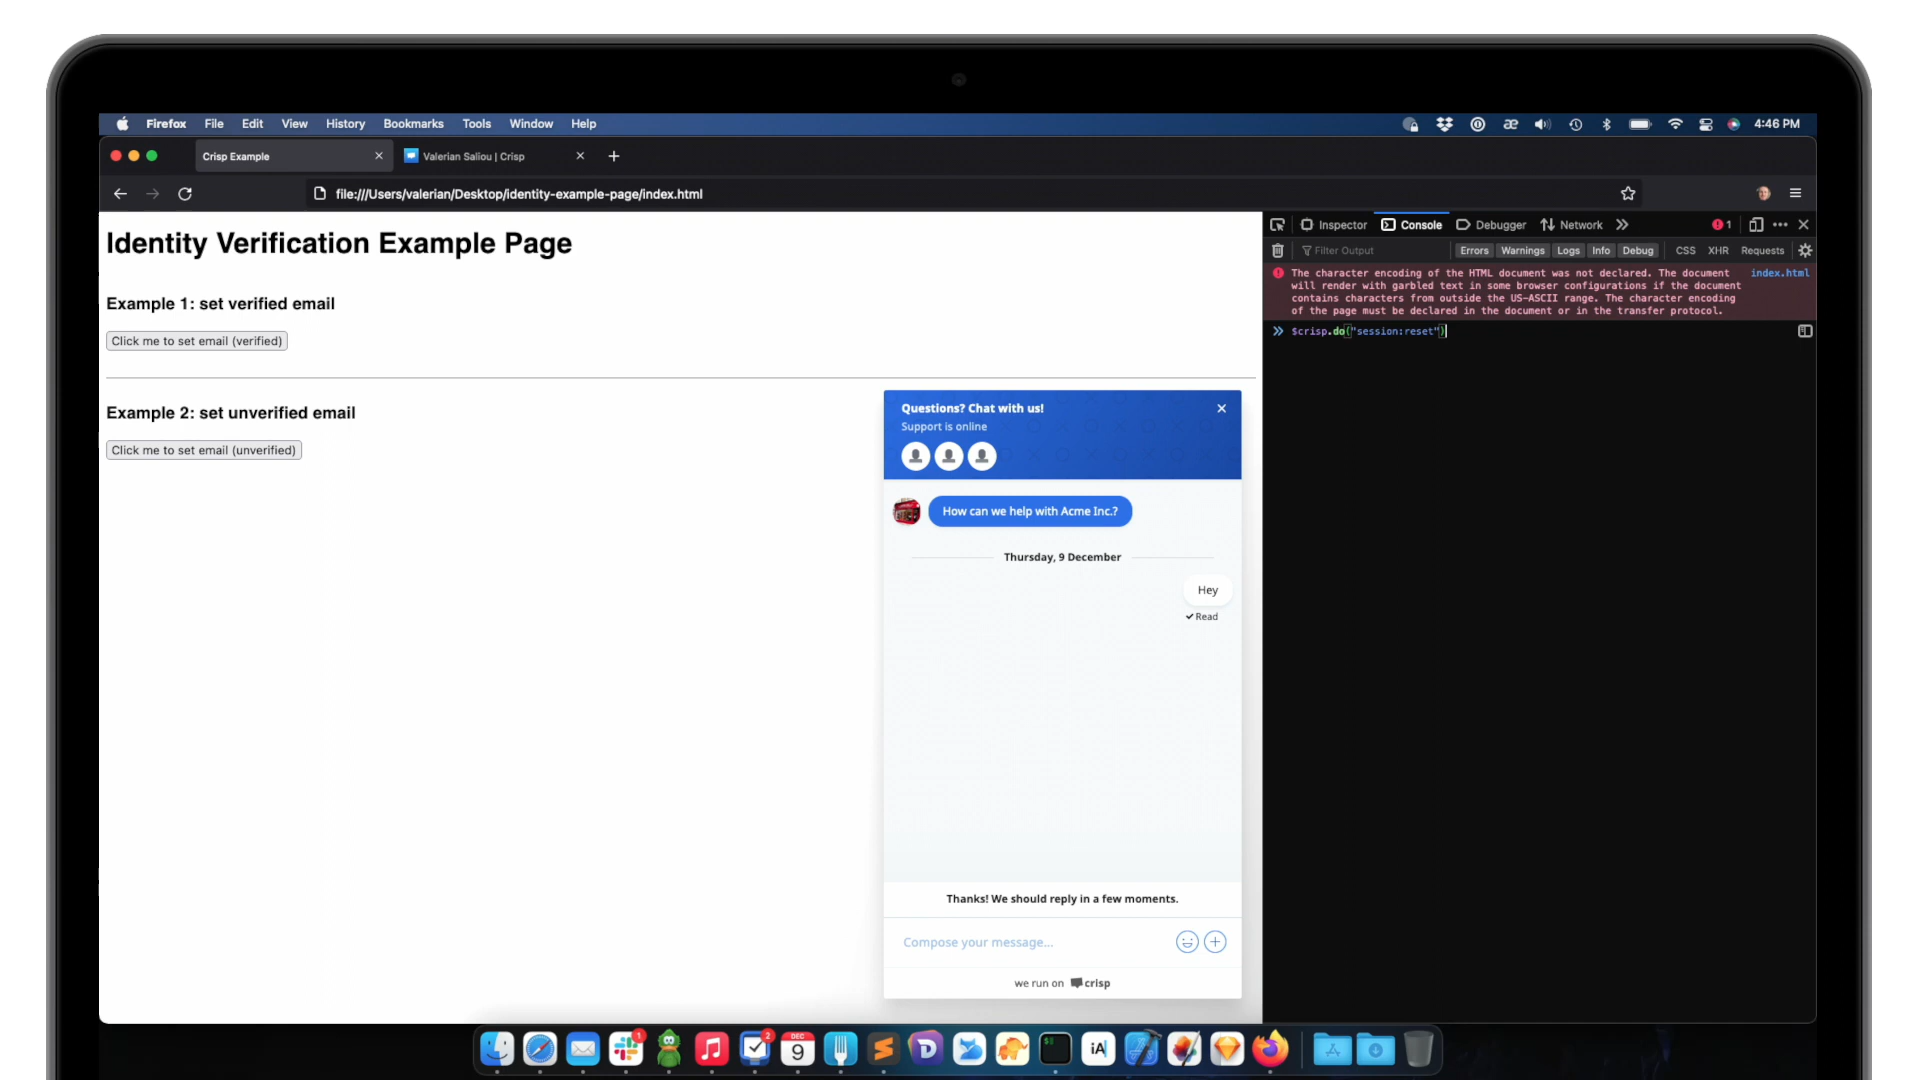 Firefox File Edit View History Bookmarks Tools Window Help
4:46 PM
Crisp Example
Valerian Saliou | Crisp
file:///Users/valerian/Desktop/identity-example-page/index.html
Identity Verification Example Page
Example 1: set verified email
Click me to set email (verified)
Example 2: set unverified email
Click me to set email (unverified)
Questions? Chat with us!
Support is online
How can we help with Acme Inc.?
Thursday, 9 December
Hey
Read
Thanks! We should reply in a few moments.
Compose your message...
we run on crisp
Inspector Console Debugger Network 1
Filter Output Errors Warnings Logs Info Debug CSS XHR Requests
The character encoding of the HTML document was not declared. The document index.html
will render with garbled text in some browser configurations if the document
contains characters from outside the US-ASCII range. The character encoding
of the page must be declared in the document or in the transfer protocol.
$crisp.do("session:reset")
1
2
DEC
9
iA